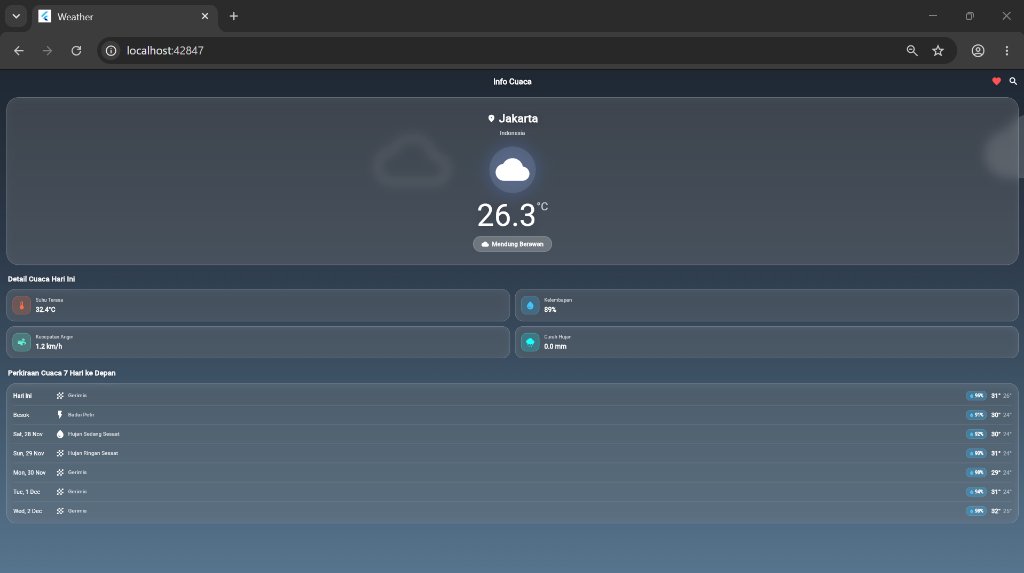 Weather
localhost:42847
Info Cuaca
Jakarta
Indonesia
26.3°C
Mendung Berawan
Detail Cuaca Hari Ini
Suhu Terasa
32.4°C
Kelembapan
89%
Kecepatan Angin
1.2 km/h
Curah Hujan
0.0 mm
Perkiraan Cuaca 7 Hari ke Depan
Hari Ini Gerimis 31° 26°
Besok Badai Petir 91% 30° 24°
Sat, 28 Nov Hujan Sedang Sesaat 92% 30° 24°
Sun, 29 Nov Hujan Ringan Sesaat 31° 24°
Mon, 30 Nov Gerimis 29° 24°
Tue, 1 Dec Gerimis 31° 24°
Wed, 2 Dec Gerimis 32°